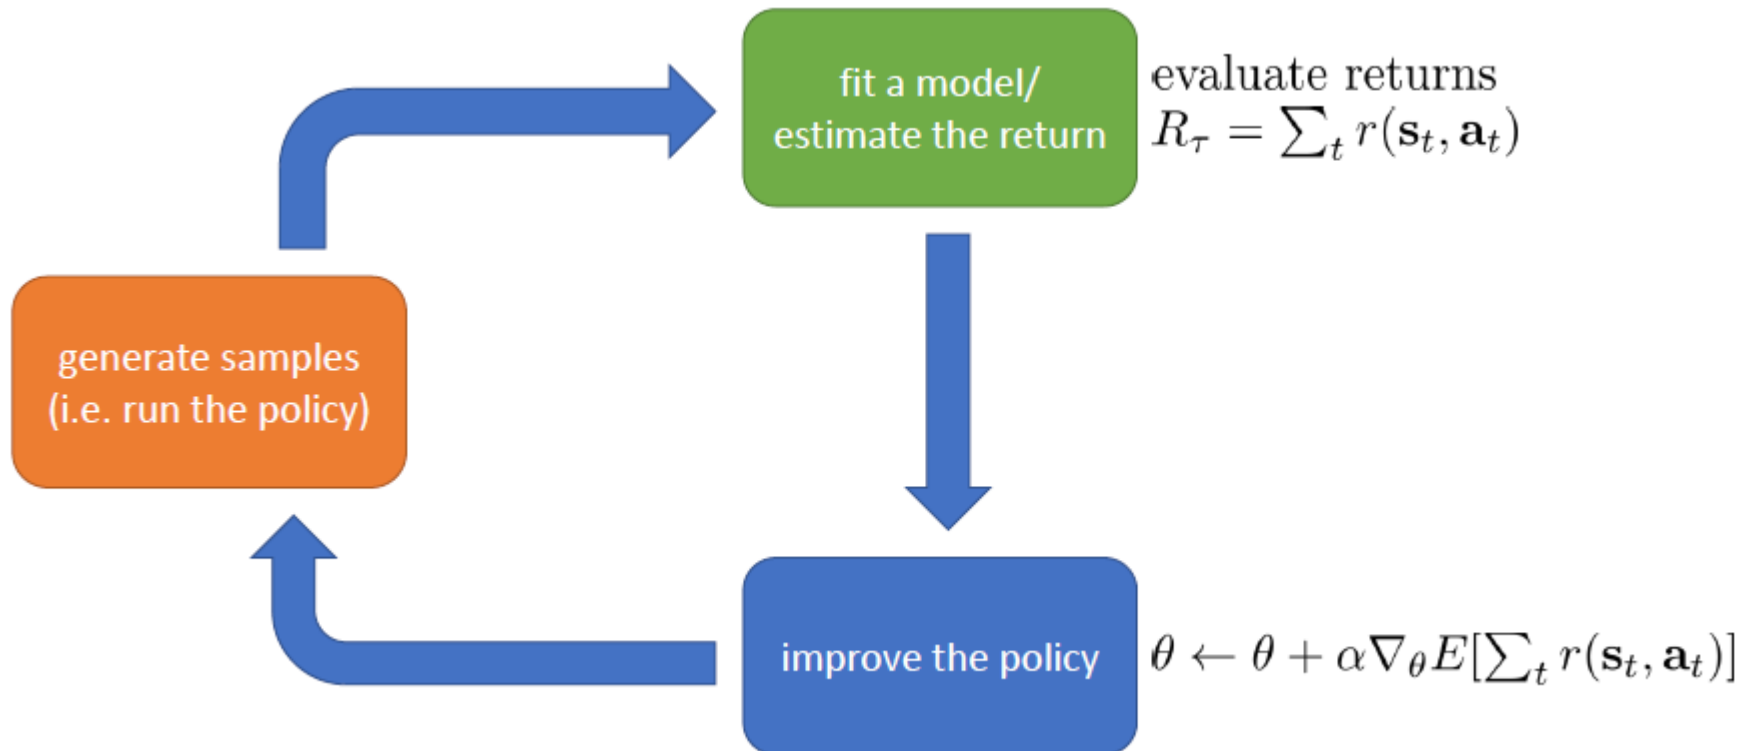 fit a model/
estimate the return
evaluate returns
R_τ = ∑_t r(s_t, a_t)
generate samples
(i.e. run the policy)
improve the policy
θ ← θ + α∇_θ E[∑_t r(s_t, a_t)]